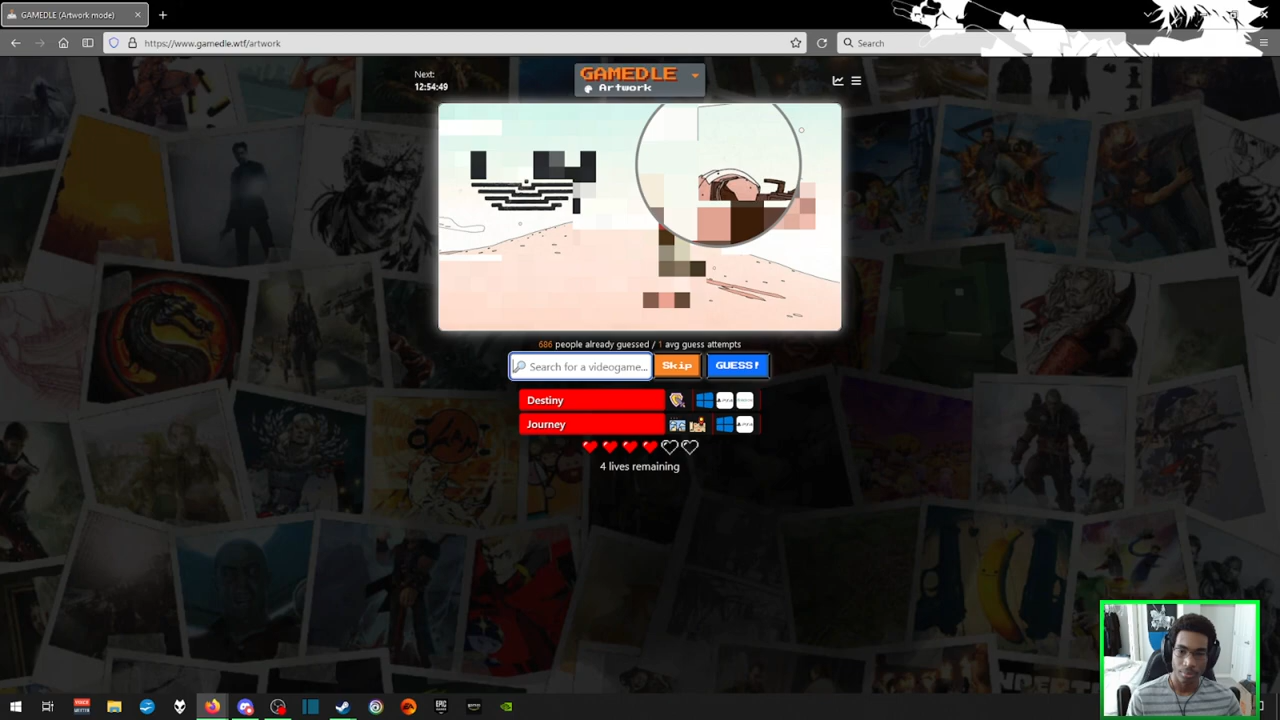 GAMEDLE (Artwork mode)
https://www.gamedle.wtf/artwork
Search
Next:
12:54:49
GAMEDLE
Artwork
686 people already guessed / 1 avg guess attempts
Search for a videogame...
Skip
GUESS!
Destiny
Journey
4 lives remaining